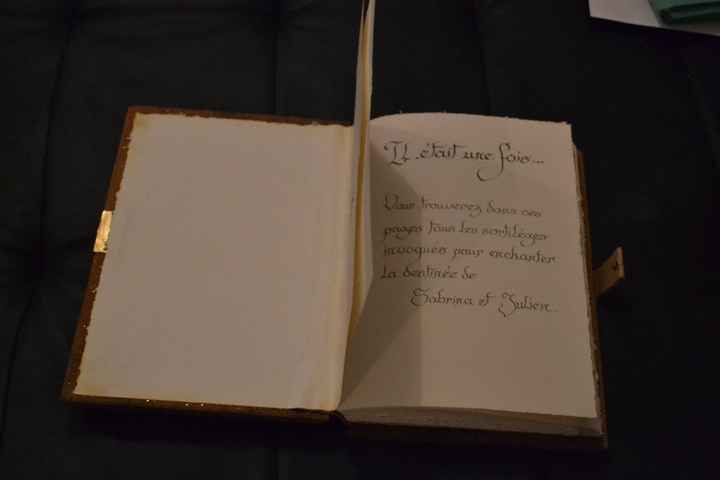 Il était une fois...
Vous trouverez dans ces
pages tous les sortilèges
invoqués pour enchanter
la destinée de
Sabrina et Julien...